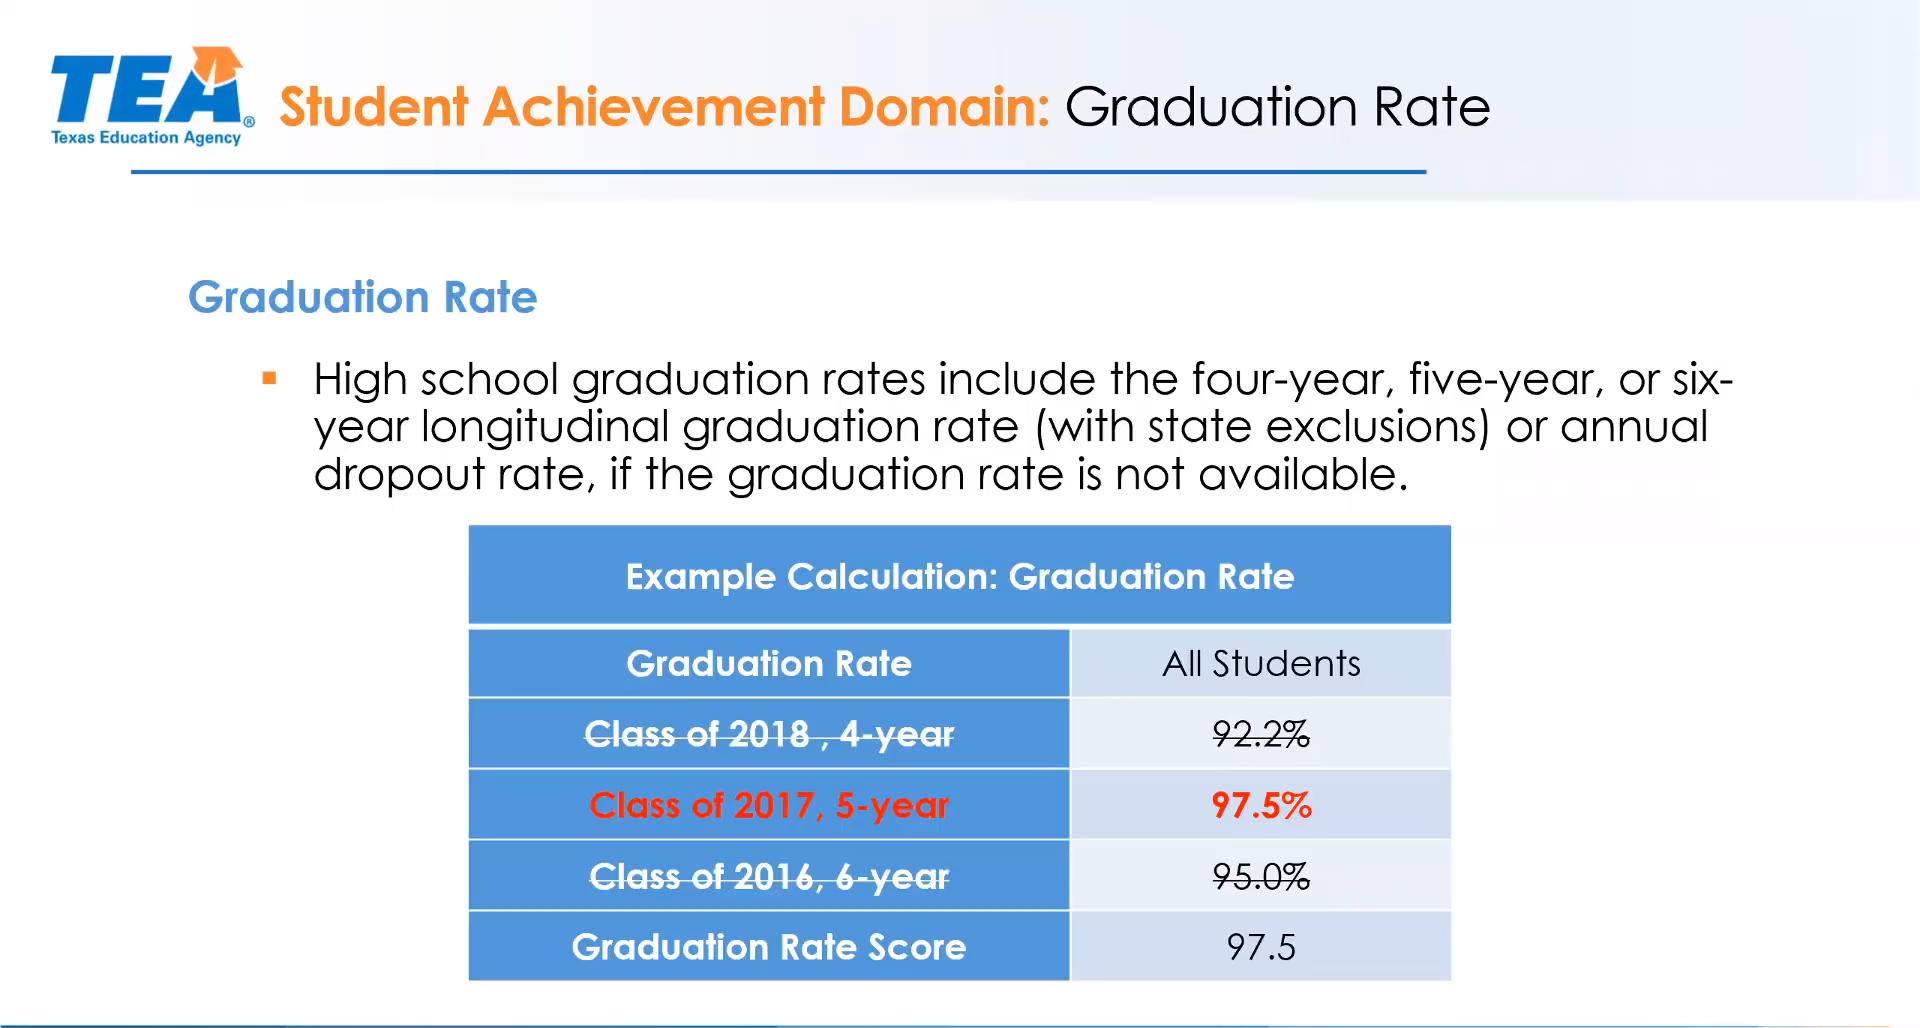 TEA®
Texas Education Agency
Student Achievement Domain: Graduation Rate
Graduation Rate
▪ High school graduation rates include the four-year, five-year, or six-
year longitudinal graduation rate (with state exclusions) or annual
dropout rate, if the graduation rate is not available.
Example Calculation: Graduation Rate
Graduation Rate All Students
Class of 2018 , 4-year 92.2%
Class of 2017, 5-year 97.5%
Class of 2016, 6-year 95.0%
Graduation Rate Score 97.5